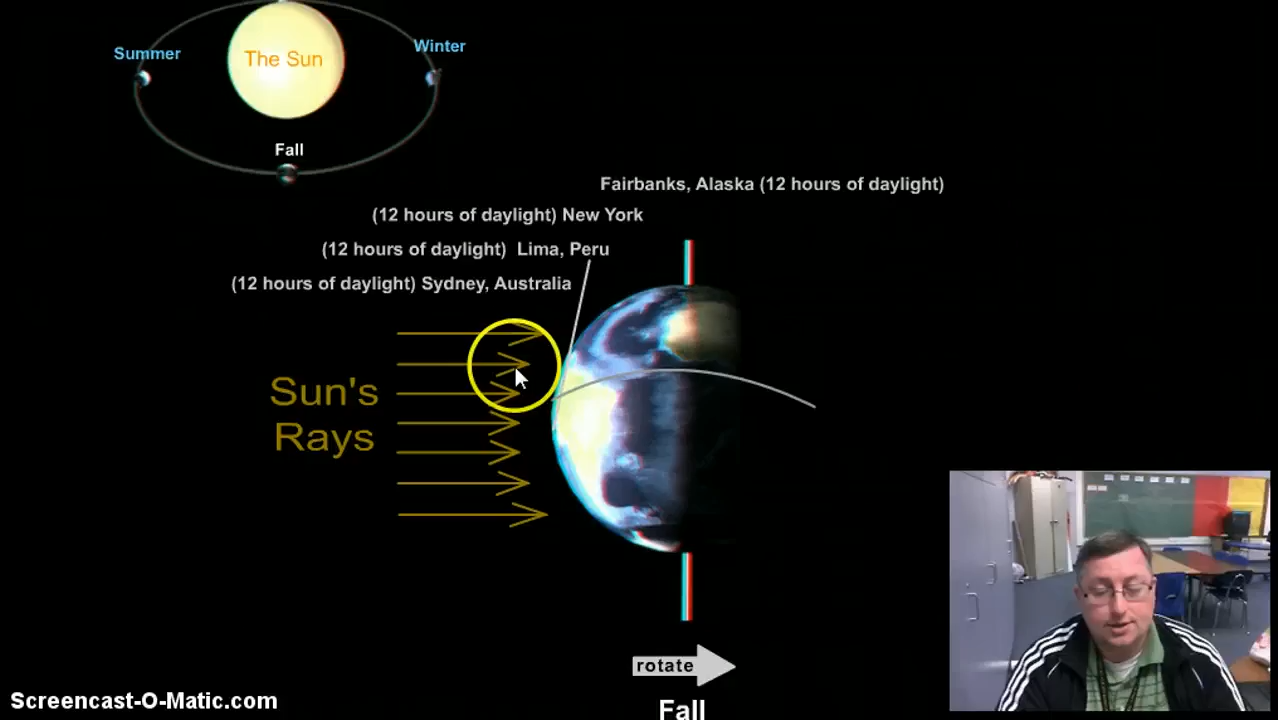 Summer
The Sun
Winter
Fall
Fairbanks, Alaska (12 hours of daylight)
(12 hours of daylight) New York
(12 hours of daylight) Lima, Peru
(12 hours of daylight) Sydney, Australia
Sun's
Rays
rotate
Fall
Screencast-O-Matic.com